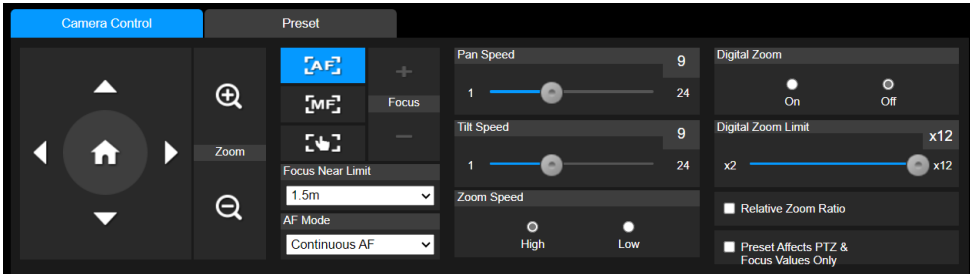 Camera Control
Preset
Zoom
AF
MF
+
Focus
−
Focus Near Limit
1.5m
AF Mode
Continuous AF
Pan Speed
9
1
24
Tilt Speed
9
1
24
Zoom Speed
High
Low
Digital Zoom
On
Off
Digital Zoom Limit
x12
x2
x12
Relative Zoom Ratio
Preset Affects PTZ &
Focus Values Only